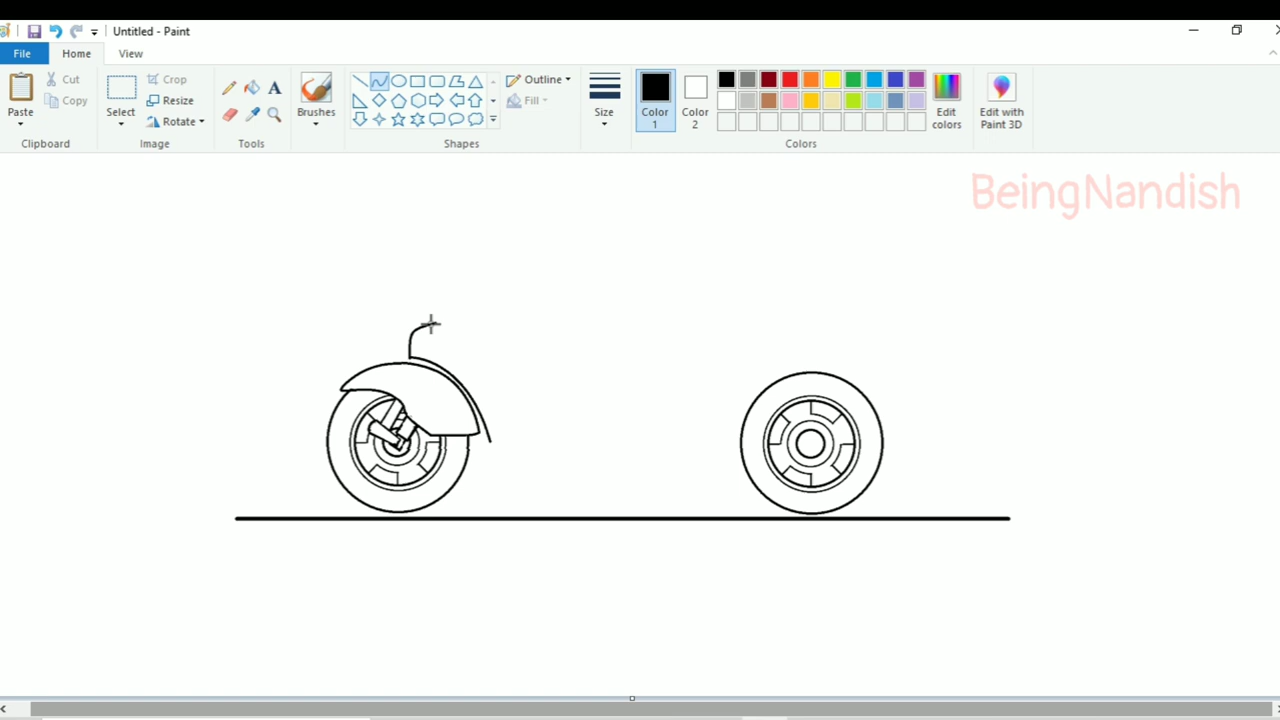 Untitled - Paint
File Home View
Cut
Copy
Paste
Clipboard
Crop
Resize
Rotate
Select
Image
Tools
Brushes
Outline
Fill
Shapes
Size
Color 1
Color 2
Edit colors
Colors
Edit with Paint 3D
BeingNandish